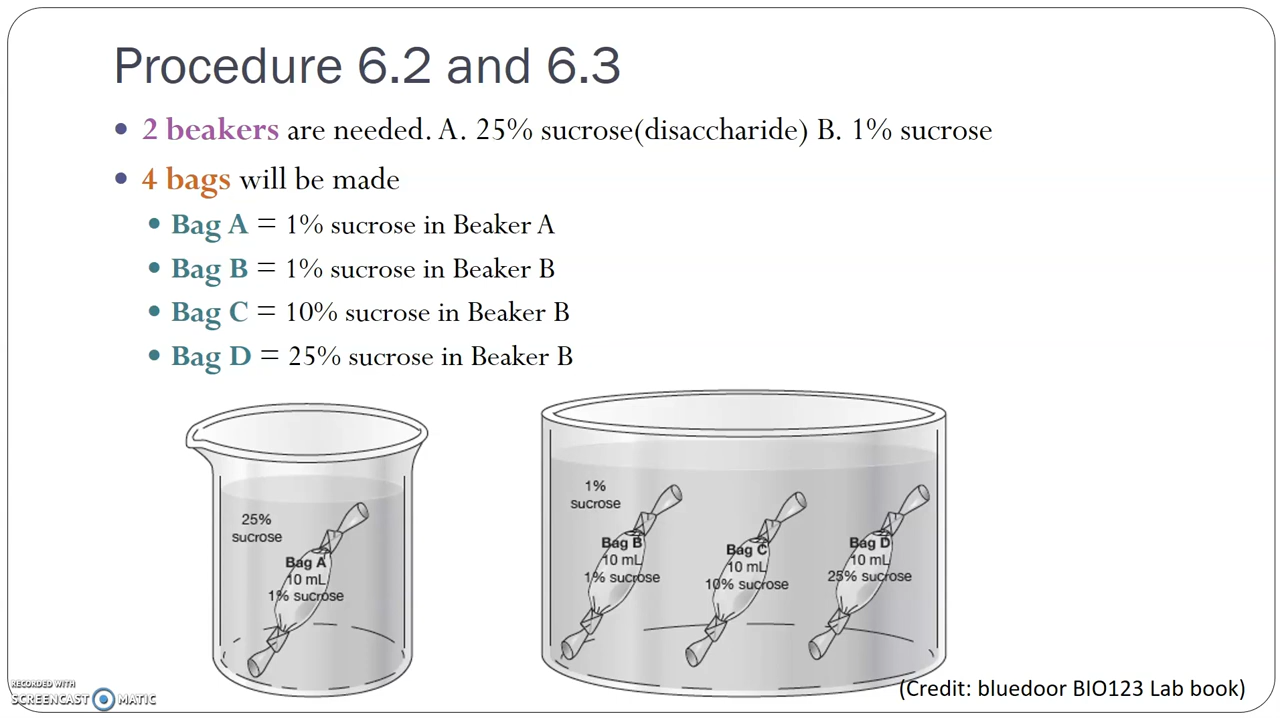 Procedure 6.2 and 6.3
• 2 beakers are needed. A. 25% sucrose(disaccharide) B. 1% sucrose
• 4 bags will be made
• Bag A = 1% sucrose in Beaker A
• Bag B = 1% sucrose in Beaker B
• Bag C = 10% sucrose in Beaker B
• Bag D = 25% sucrose in Beaker B
25%
sucrose
Bag A
10 mL
1% sucrose
1%
sucrose
Bag B
10 mL
1% sucrose
Bag C
10 mL
10% sucrose
Bag D
10 mL
25% sucrose
RECORDED WITH
SCREENCAST MATIC
(Credit: bluedoor BIO123 Lab book)